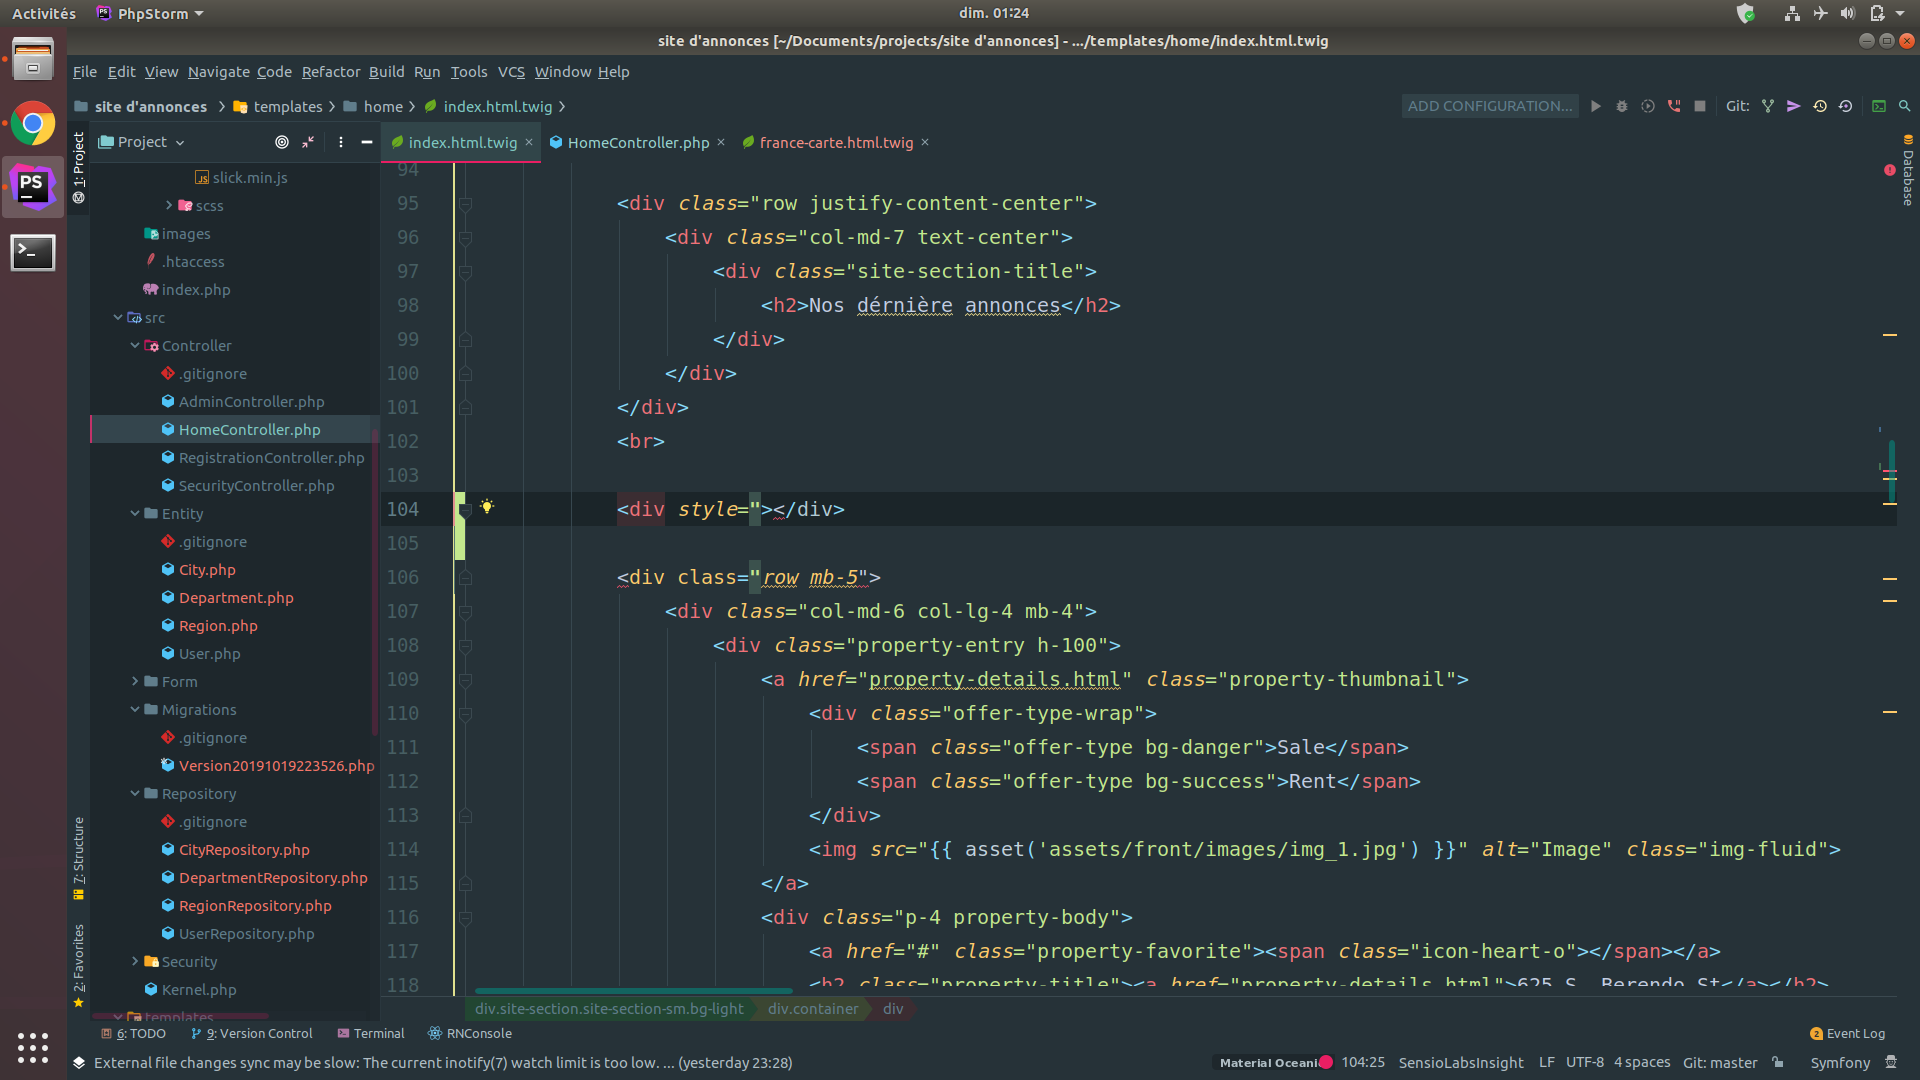 Activités PhpStorm dim. 01:24
site d'annonces [~/Documents/projects/site d'annonces] - .../templates/home/index.html.twig
File Edit View Navigate Code Refactor Build Run Tools VCS Window Help
site d'annonces templates home index.html.twig ADD CONFIGURATION... Git:
Project index.html.twig HomeController.php france-carte.html.twig
1: Project
7: Structure
2: Favorites
Database
slick.min.js
scss
images
.htaccess
index.php
src
Controller
.gitignore
AdminController.php
HomeController.php
RegistrationController.php
SecurityController.php
Entity
.gitignore
City.php
Department.php
Region.php
User.php
Form
Migrations
.gitignore
Version20191019223526.php
Repository
.gitignore
CityRepository.php
DepartmentRepository.php
RegionRepository.php
UserRepository.php
Security
Kernel.php
templates
94
95 <div class="row justify-content-center">
96 <div class="col-md-7 text-center">
97 <div class="site-section-title">
98 <h2>Nos dérnière annonces</h2>
99 </div>
100 </div>
101 </div>
102 <br>
103
104 <div style="></div>
105
106 <div class="row mb-5">
107 <div class="col-md-6 col-lg-4 mb-4">
108 <div class="property-entry h-100">
109 <a href="property-details.html" class="property-thumbnail">
110 <div class="offer-type-wrap">
111 <span class="offer-type bg-danger">Sale</span>
112 <span class="offer-type bg-success">Rent</span>
113 </div>
114 <img src="{{ asset('assets/front/images/img_1.jpg') }}" alt="Image" class="img-fluid">
115 </a>
116 <div class="p-4 property-body">
117 <a href="#" class="property-favorite"><span class="icon-heart-o"></span></a>
118 <h2 class="property-title"><a href="property-details.html">625 S. Berendo St</a></h2>
div.site-section.site-section-sm.bg-light div.container div
6: TODO 9: Version Control Terminal RNConsole 2 Event Log
External file changes sync may be slow: The current inotify(7) watch limit is too low. ... (yesterday 23:28) Material Oceani 104:25 SensioLabsInsight LF UTF-8 4 spaces Git: master Symfony